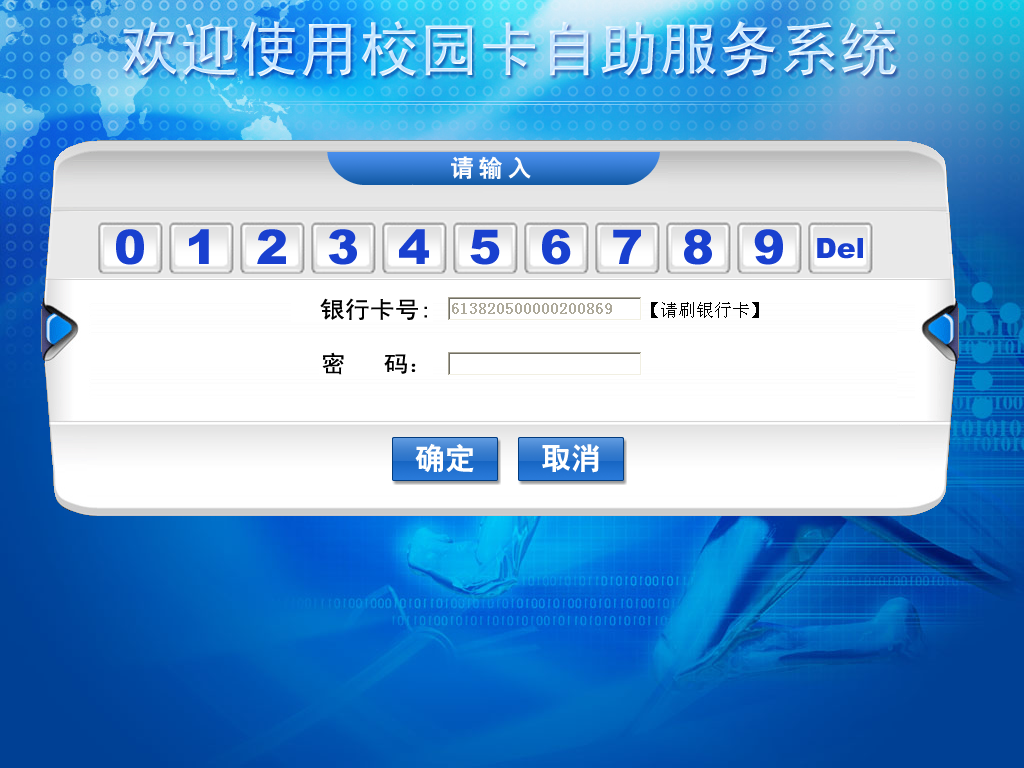 欢迎使用校园卡自助服务系统
请输入
0 1 2 3 4 5 6 7 8 9 Del
银行卡号： 613820500000200869 【请刷银行卡】
密 码：
确定 取消